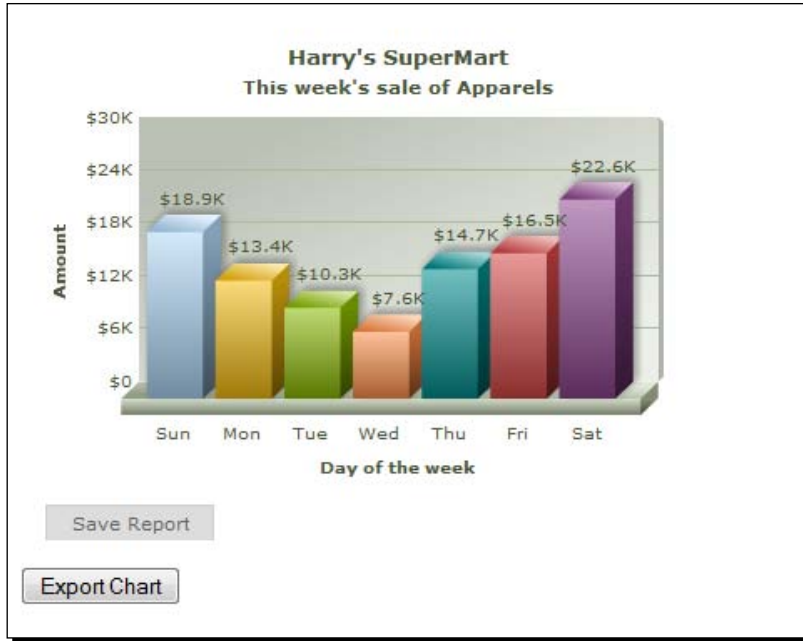 Harry's SuperMart
This week's sale of Apparels
$30K
$24K
$18K
$12K
$6K
$0
Amount
$18.9K
$13.4K
$10.3K
$7.6K
$14.7K
$16.5K
$22.6K
Sun Mon Tue Wed Thu Fri Sat
Day of the week
Save Report
Export Chart